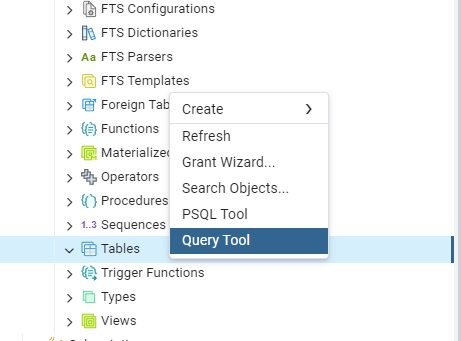 FTS Configurations
FTS Dictionaries
Aa FTS Parsers
FTS Templates
Foreign Tab
Create
Functions
Refresh
Materialized
Grant Wizard...
Operators
Search Objects...
Procedures
PSQL Tool
1..3 Sequences
Query Tool
Tables
Trigger Functions
Types
Views